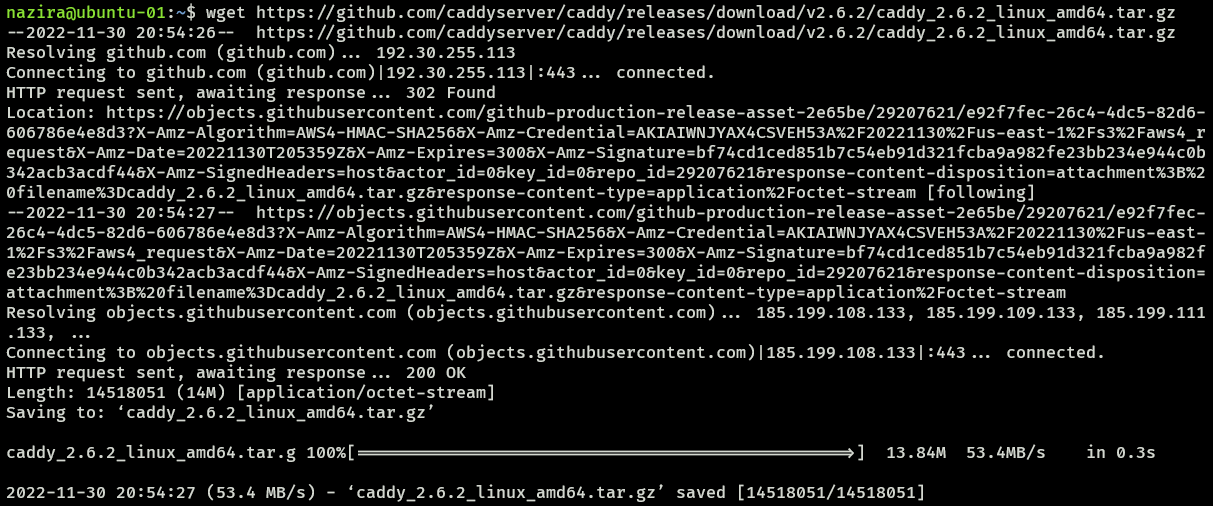 nazira@ubuntu-01:~$ wget https://github.com/caddyserver/caddy/releases/download/v2.6.2/caddy_2.6.2_linux_amd64.tar.gz
--2022-11-30 20:54:26--  https://github.com/caddyserver/caddy/releases/download/v2.6.2/caddy_2.6.2_linux_amd64.tar.gz
Resolving github.com (github.com)... 192.30.255.113
Connecting to github.com (github.com)|192.30.255.113|:443... connected.
HTTP request sent, awaiting response... 302 Found
Location: https://objects.githubusercontent.com/github-production-release-asset-2e65be/29207621/e92f7fec-26c4-4dc5-82d6-
606786e4e8d3?X-Amz-Algorithm=AWS4-HMAC-SHA256&X-Amz-Credential=AKIAIWNJYAX4CSVEH53A%2F20221130%2Fus-east-1%2Fs3%2Faws4_r
equest&X-Amz-Date=20221130T205359Z&X-Amz-Expires=300&X-Amz-Signature=bf74cd1ced851b7c54eb91d321fcba9a982fe23bb234e944c0b
342acb3acdf44&X-Amz-SignedHeaders=host&actor_id=0&key_id=0&repo_id=29207621&response-content-disposition=attachment%3B%2
0filename%3Dcaddy_2.6.2_linux_amd64.tar.gz&response-content-type=application%2Foctet-stream [following]
--2022-11-30 20:54:27--  https://objects.githubusercontent.com/github-production-release-asset-2e65be/29207621/e92f7fec-
26c4-4dc5-82d6-606786e4e8d3?X-Amz-Algorithm=AWS4-HMAC-SHA256&X-Amz-Credential=AKIAIWNJYAX4CSVEH53A%2F20221130%2Fus-east-
1%2Fs3%2Faws4_request&X-Amz-Date=20221130T205359Z&X-Amz-Expires=300&X-Amz-Signature=bf74cd1ced851b7c54eb91d321fcba9a982f
e23bb234e944c0b342acb3acdf44&X-Amz-SignedHeaders=host&actor_id=0&key_id=0&repo_id=29207621&response-content-disposition=
attachment%3B%20filename%3Dcaddy_2.6.2_linux_amd64.tar.gz&response-content-type=application%2Foctet-stream
Resolving objects.githubusercontent.com (objects.githubusercontent.com)... 185.199.108.133, 185.199.109.133, 185.199.111
.133, ...
Connecting to objects.githubusercontent.com (objects.githubusercontent.com)|185.199.108.133|:443... connected.
HTTP request sent, awaiting response... 200 OK
Length: 14518051 (14M) [application/octet-stream]
Saving to: ‘caddy_2.6.2_linux_amd64.tar.gz’
caddy_2.6.2_linux_amd64.tar.g 100%[=================================================>]  13.84M  53.4MB/s    in 0.3s
2022-11-30 20:54:27 (53.4 MB/s) - ‘caddy_2.6.2_linux_amd64.tar.gz’ saved [14518051/14518051]